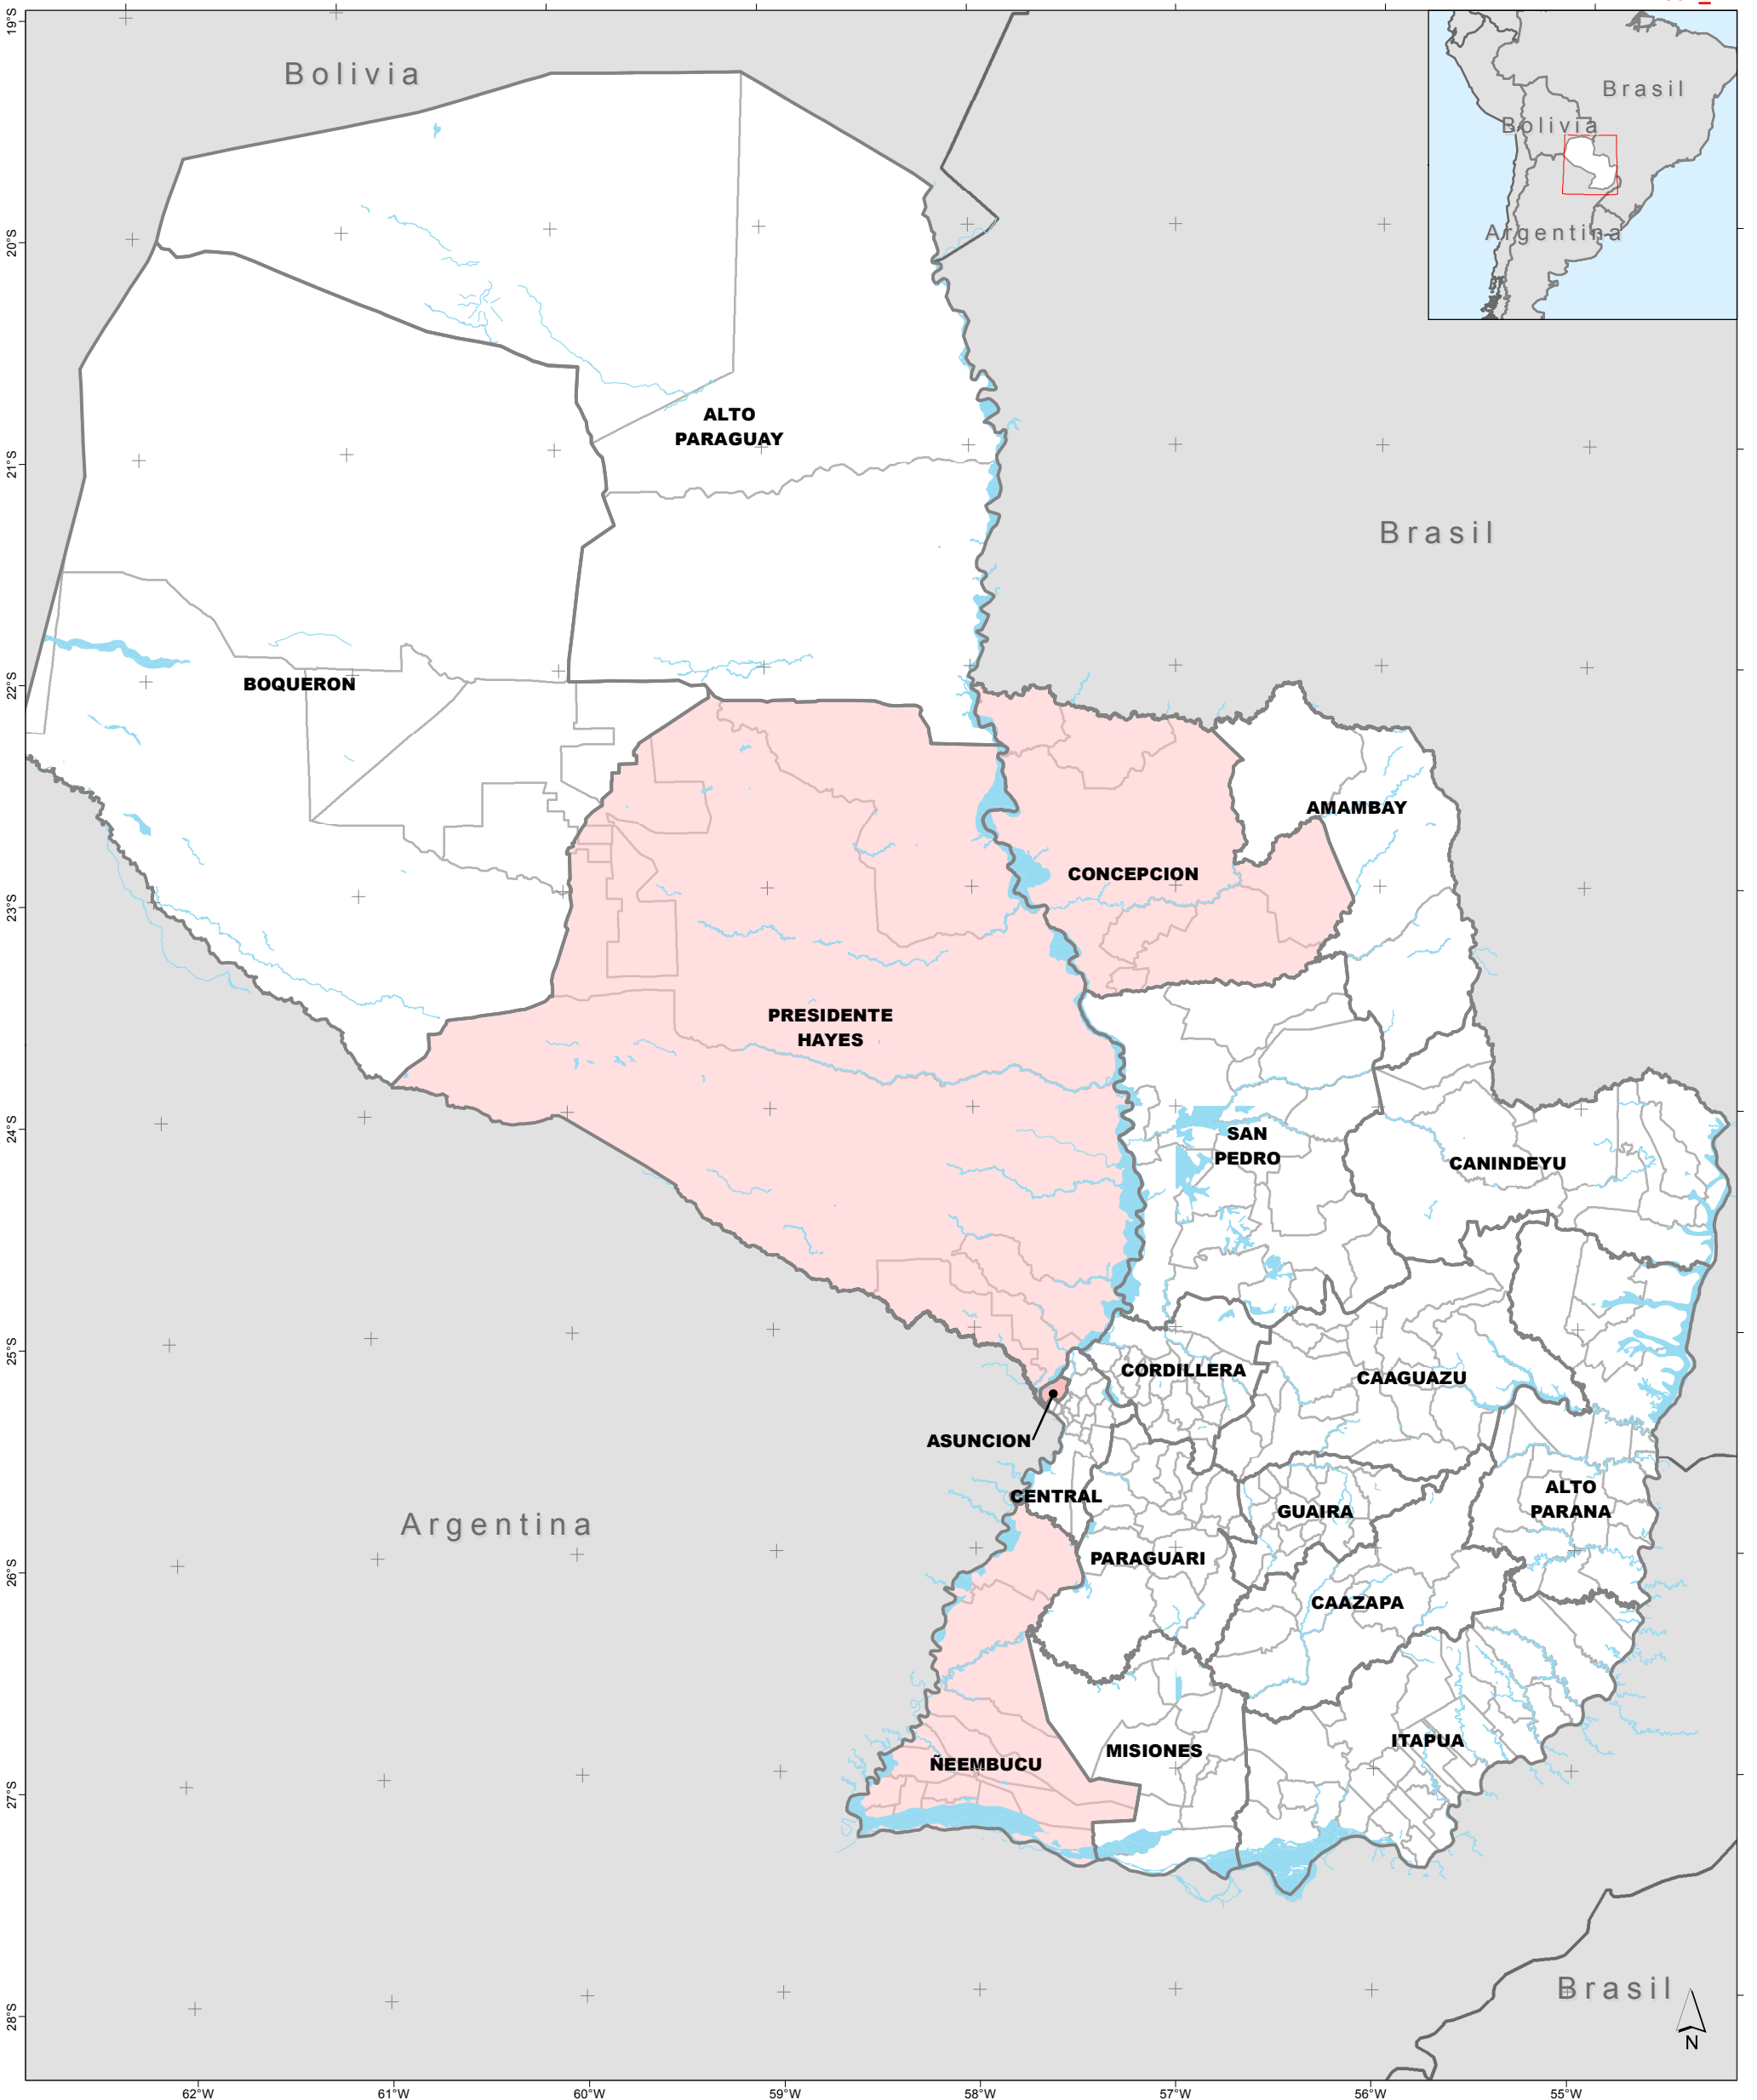 19°S
20°S
21°S
22°S
23°S
24°S
25°S
26°S
27°S
28°S
Bolivia
Brasil
Bolivia
Argentina
ALTO
PARAGUAY
Brasil
BOQUERON
AMAMBAY
CONCEPCION
PRESIDENTE
HAYES
SAN
PEDRO
CANINDEYU
CORDILLERA
CAAGUAZU
ASUNCION
CENTRAL
ALTO
PARANA
GUAIRA
Argentina
PARAGUARI
CAAZAPA
ITAPUA
MISIONES
ÑEEMBUCU
Brasil
N
62°W
61°W
60°W
59°W
58°W
57°W
56°W
55°W